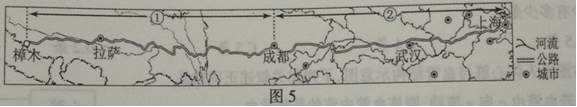 ① ②
上海
樟木 拉萨 成都 武汉
河流
公路
城市
图5